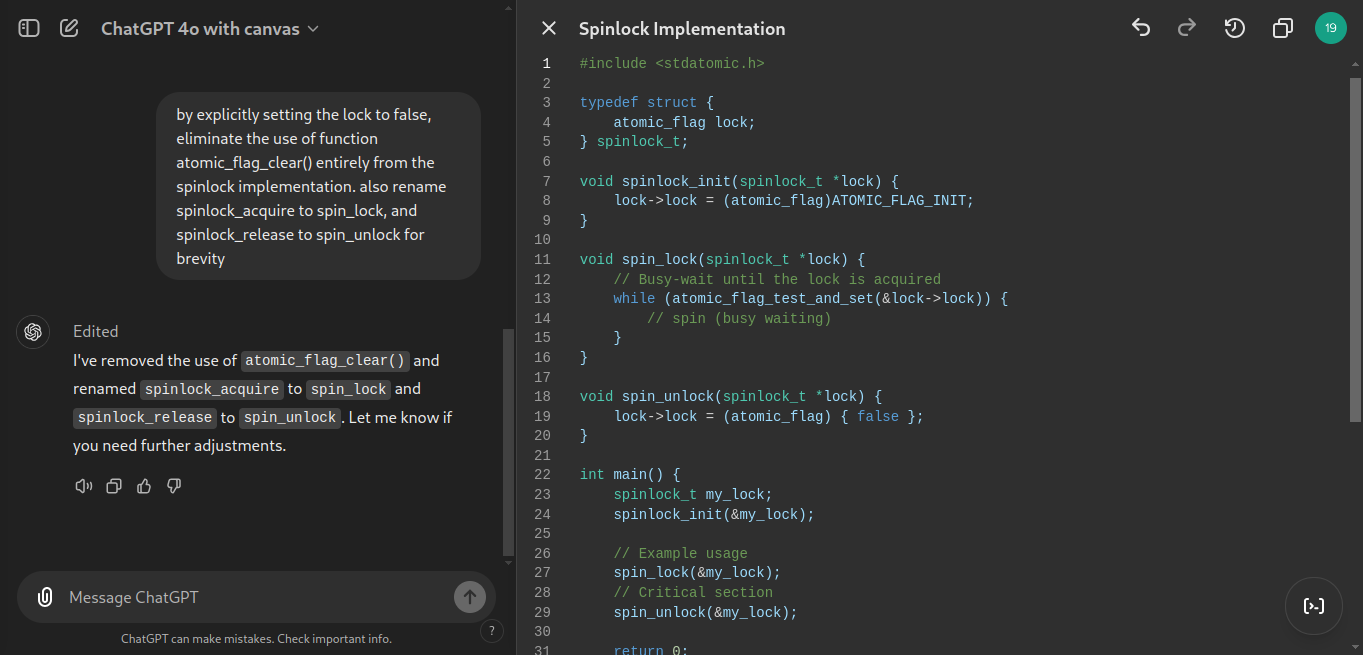 ChatGPT 4o with canvas
by explicitly setting the lock to false,
eliminate the use of function
atomic_flag_clear() entirely from the
spinlock implementation. also rename
spinlock_acquire to spin_lock, and
spinlock_release to spin_unlock for
brevity
Edited
I've removed the use of atomic_flag_clear() and
renamed spinlock_acquire to spin_lock and
spinlock_release to spin_unlock. Let me know if
you need further adjustments.
Message ChatGPT
ChatGPT can make mistakes. Check important info.
?
Spinlock Implementation
19
1 #include <stdatomic.h>
2
3 typedef struct {
4     atomic_flag lock;
5 } spinlock_t;
6
7 void spinlock_init(spinlock_t *lock) {
8     lock->lock = (atomic_flag)ATOMIC_FLAG_INIT;
9 }
10
11 void spin_lock(spinlock_t *lock) {
12     // Busy-wait until the lock is acquired
13     while (atomic_flag_test_and_set(&lock->lock)) {
14         // spin (busy waiting)
15     }
16 }
17
18 void spin_unlock(spinlock_t *lock) {
19     lock->lock = (atomic_flag) { false };
20 }
21
22 int main() {
23     spinlock_t my_lock;
24     spinlock_init(&my_lock);
25
26     // Example usage
27     spin_lock(&my_lock);
28     // Critical section
29     spin_unlock(&my_lock);
30
31     return 0;